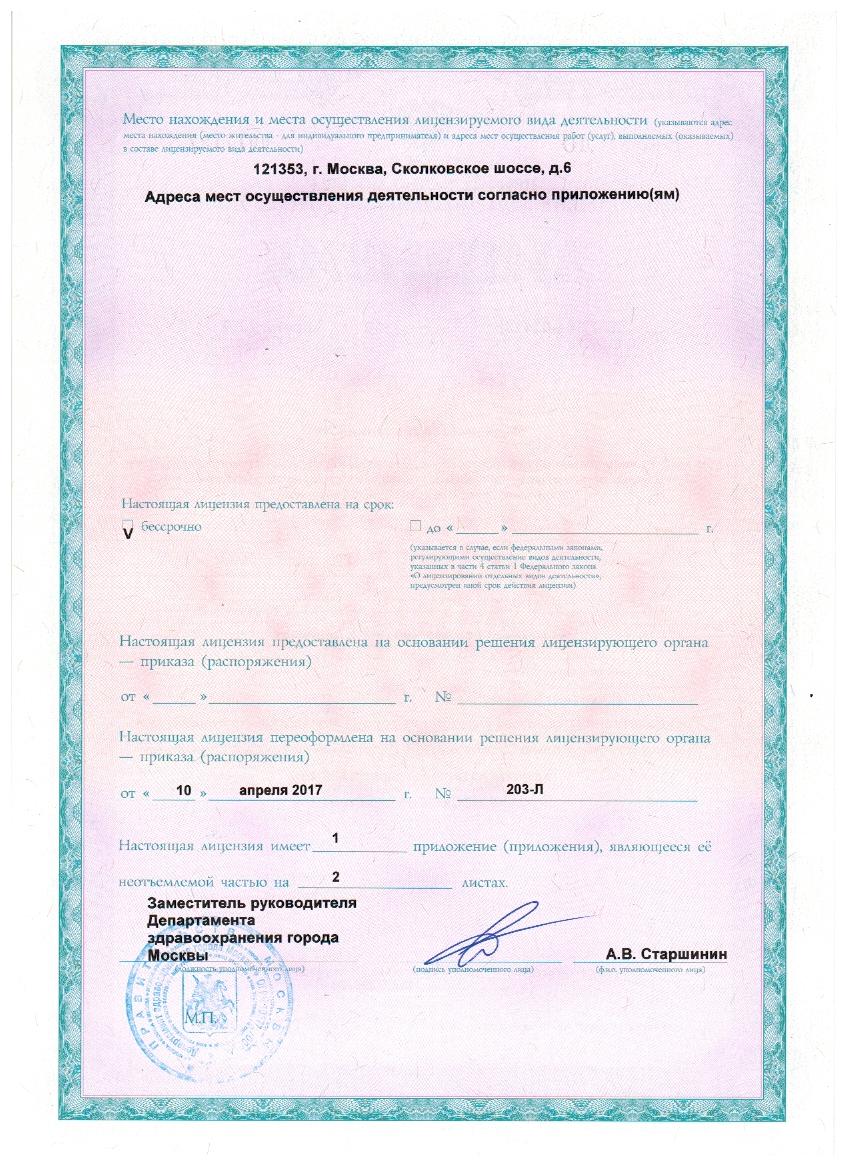 Место нахождения и места осуществления лицензируемого вида деятельности (указываются адрес
места нахождения (место жительства - для индивидуального предпринимателя) и адреса мест осуществления работ (услуг), выполняемых (оказываемых)
в составе лицензируемого вида деятельности)
121353, г. Москва, Сколковское шоссе, д.6
Адреса мест осуществления деятельности согласно приложению(ям)
Настоящая лицензия предоставлена на срок:
V бессрочно
до « » г.
(указывается в случае, если федеральными законами,
регулирующими осуществление видов деятельности,
указанных в части 4 статьи 1 Федерального закона
«О лицензировании отдельных видов деятельности»,
предусмотрен иной срок действия лицензии)
Настоящая лицензия предоставлена на основании решения лицензирующего органа
— приказа (распоряжения)
от « » г. №
Настоящая лицензия переоформлена на основании решения лицензирующего органа
— приказа (распоряжения)
от « 10 » апреля 2017 г. № 203-Л
Настоящая лицензия имеет 1 приложение (приложения), являющееся её
неотъемлемой частью на 2 листах.
Заместитель руководителя
Департамента
здравоохранения города
Москвы
А.В. Старшинин
(должность уполномоченного лица)
(подпись уполномоченного лица)
(ф.и.о. уполномоченного лица)
ПРАВИТЕЛЬСТВО МОСКВЫ
М.П.